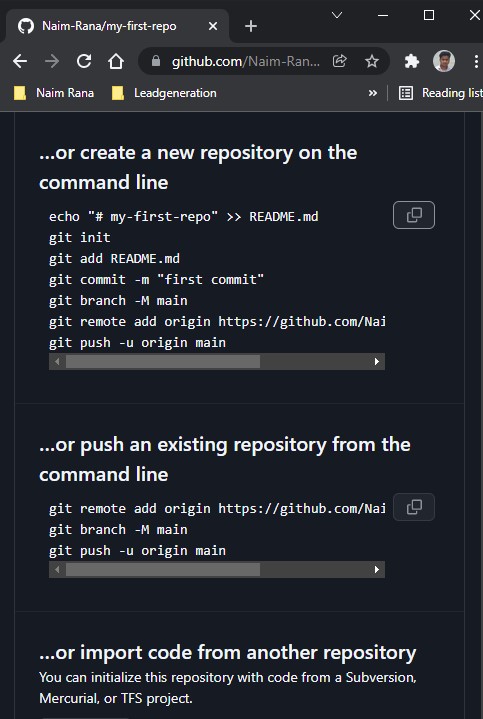 Naim-Rana/my-first-repo
github.com/Naim-Ran...
Naim Rana
Leadgeneration
»
Reading list
...or create a new repository on the
command line
echo "# my-first-repo" >> README.md
git init
git add README.md
git commit -m "first commit"
git branch -M main
git remote add origin https://github.com/Nai
git push -u origin main
...or push an existing repository from the
command line
git remote add origin https://github.com/Nai
git branch -M main
git push -u origin main
...or import code from another repository
You can initialize this repository with code from a Subversion,
Mercurial, or TFS project.